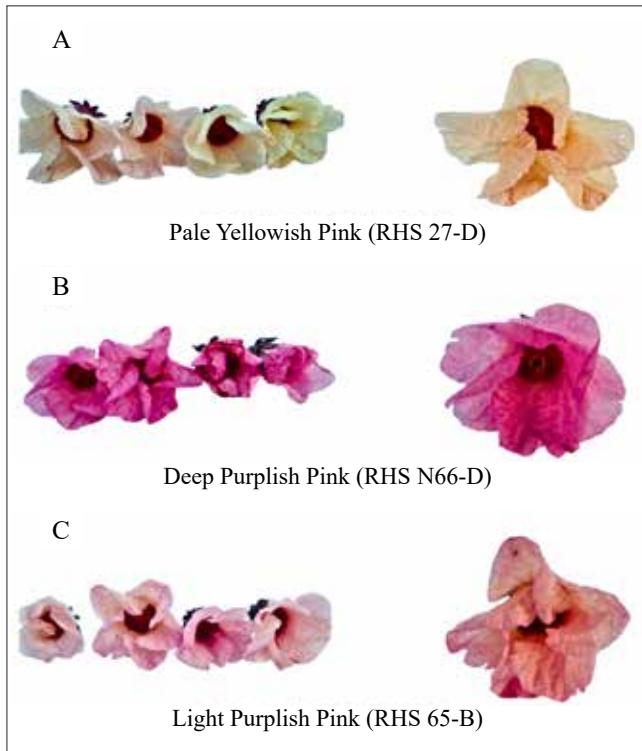 A
Pale Yellowish Pink (RHS 27-D)
B
Deep Purplish Pink (RHS N66-D)
C
Light Purplish Pink (RHS 65-B)